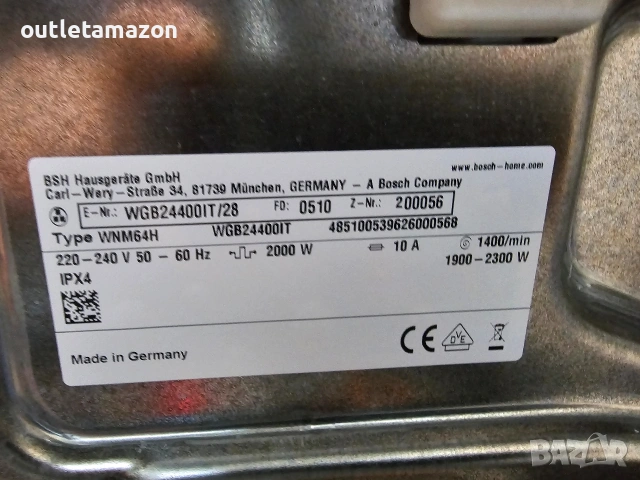 outletamazon
BSH Hausgeräte GmbH
www.bosch-home.com
Carl-Wery-Straße 34, 81739 München, GERMANY - A Bosch Company
E-Nr.: WGB24400IT/28 FD: 0510 Z-Nr.: 200056
Type WNM64H WGB24400IT 485100539626000568
220-240 V 50 - 60 Hz 2000 W 10 A 1400/min
1900-2300 W
IPX4
Made in Germany
CE DVE
BAZAR